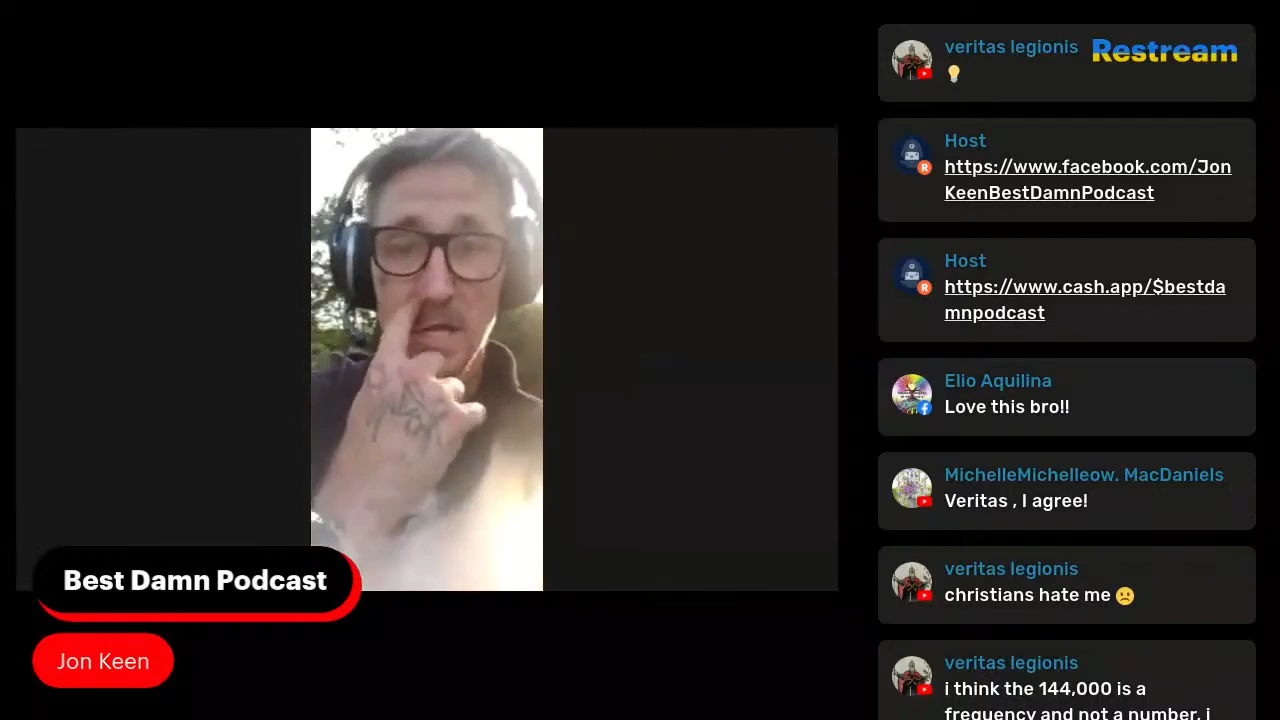 veritas legionis
Restream
💡
Host
https://www.facebook.com/Jon
KeenBestDamnPodcast
Host
https://www.cash.app/$bestda
mnpodcast
Elio Aquilina
Love this bro!!
MichelleMichelleow. MacDaniels
Veritas , I agree!
veritas legionis
christians hate me ☹️
veritas legionis
i think the 144,000 is a
frequency and not a number, i
Best Damn Podcast
Jon Keen